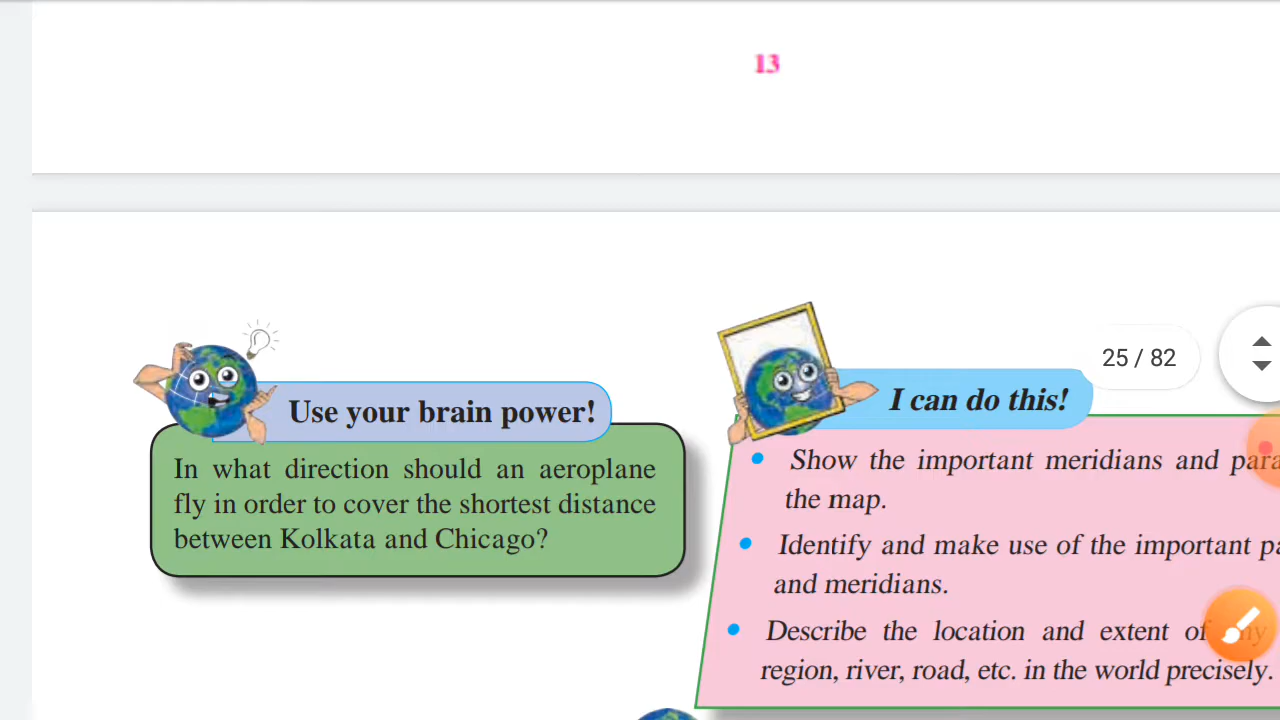 13
25 / 82
Use your brain power!
In what direction should an aeroplane
fly in order to cover the shortest distance
between Kolkata and Chicago?
I can do this!
Show the important meridians and
the map.
Identify and make use of the important
and meridians.
Describe the location and extent of
region, river, road, etc. in the world precisely.